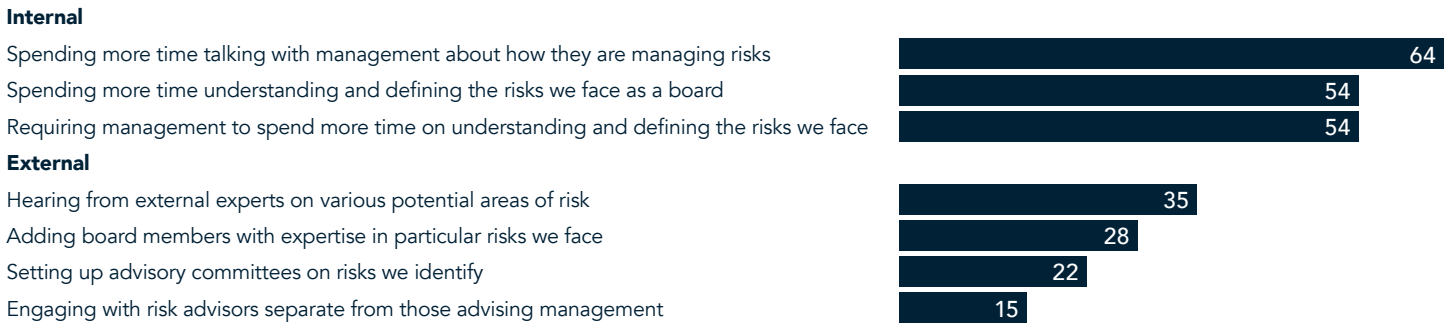 Internal
Spending more time talking with management about how they are managing risks 64
Spending more time understanding and defining the risks we face as a board 54
Requiring management to spend more time on understanding and defining the risks we face 54
External
Hearing from external experts on various potential areas of risk 35
Adding board members with expertise in particular risks we face 28
Setting up advisory committees on risks we identify 22
Engaging with risk advisors separate from those advising management 15